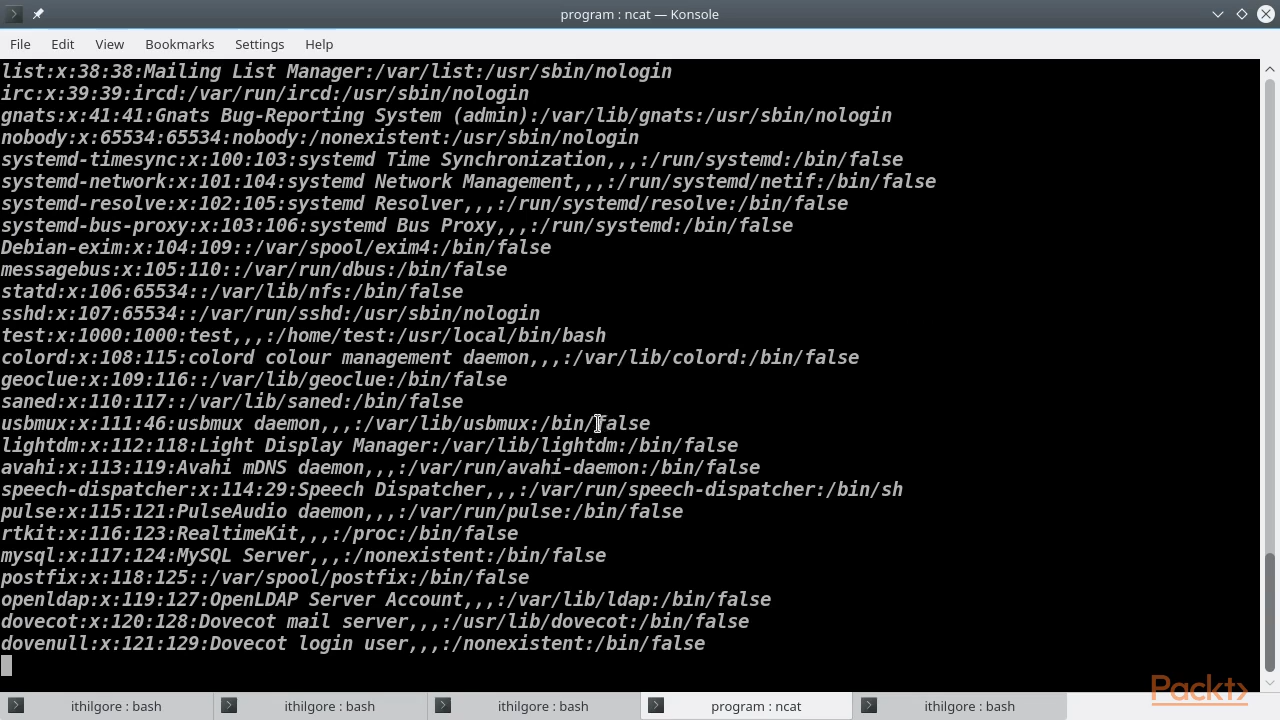 program : ncat — Konsole
File Edit View Bookmarks Settings Help
list:x:38:38:Mailing List Manager:/var/list:/usr/sbin/nologin
irc:x:39:39:ircd:/var/run/ircd:/usr/sbin/nologin
gnats:x:41:41:Gnats Bug-Reporting System (admin):/var/lib/gnats:/usr/sbin/nologin
nobody:x:65534:65534:nobody:/nonexistent:/usr/sbin/nologin
systemd-timesync:x:100:103:systemd Time Synchronization,,,:/run/systemd:/bin/false
systemd-network:x:101:104:systemd Network Management,,,:/run/systemd/netif:/bin/false
systemd-resolve:x:102:105:systemd Resolver,,,:/run/systemd/resolve:/bin/false
systemd-bus-proxy:x:103:106:systemd Bus Proxy,,,:/run/systemd:/bin/false
Debian-exim:x:104:109::/var/spool/exim4:/bin/false
messagebus:x:105:110::/var/run/dbus:/bin/false
statd:x:106:65534::/var/lib/nfs:/bin/false
sshd:x:107:65534::/var/run/sshd:/usr/sbin/nologin
test:x:1000:1000:test,,,:/home/test:/usr/local/bin/bash
colord:x:108:115:colord colour management daemon,,,:/var/lib/colord:/bin/false
geoclue:x:109:116::/var/lib/geoclue:/bin/false
saned:x:110:117::/var/lib/saned:/bin/false
usbmux:x:111:46:usbmux daemon,,,:/var/lib/usbmux:/bin/false
lightdm:x:112:118:Light Display Manager:/var/lib/lightdm:/bin/false
avahi:x:113:119:Avahi mDNS daemon,,,:/var/run/avahi-daemon:/bin/false
speech-dispatcher:x:114:29:Speech Dispatcher,,,:/var/run/speech-dispatcher:/bin/sh
pulse:x:115:121:PulseAudio daemon,,,:/var/run/pulse:/bin/false
rtkit:x:116:123:RealtimeKit,,,:/proc:/bin/false
mysql:x:117:124:MySQL Server,,,:/nonexistent:/bin/false
postfix:x:118:125::/var/spool/postfix:/bin/false
openldap:x:119:127:OpenLDAP Server Account,,,:/var/lib/ldap:/bin/false
dovecot:x:120:128:Dovecot mail server,,,:/usr/lib/dovecot:/bin/false
dovenull:x:121:129:Dovecot login user,,,:/nonexistent:/bin/false
Packt>
ithilgore : bash ithilgore : bash ithilgore : bash program : ncat ithilgore : bash